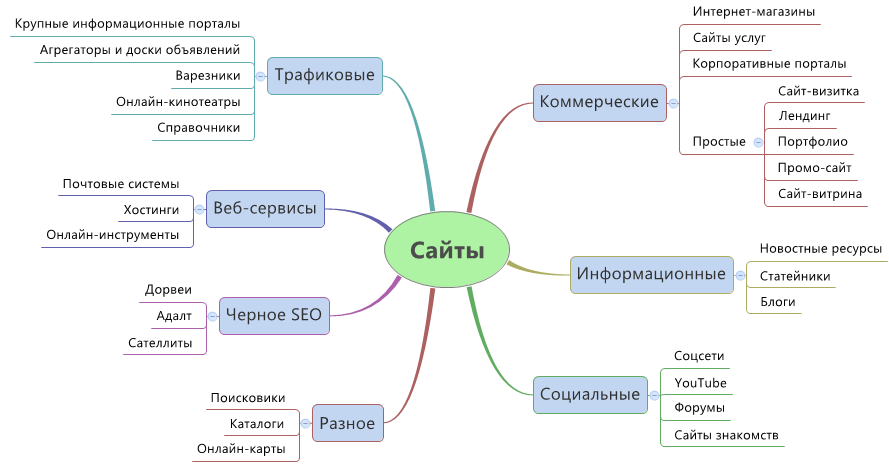 Сайты
Трафиковые
Крупные информационные порталы
Агрегаторы и доски объявлений
Варезники
Онлайн-кинотеатры
Справочники
Веб-сервисы
Почтовые системы
Хостинги
Онлайн-инструменты
Черное SEO
Дорвеи
Адалт
Сателлиты
Разное
Поисковики
Каталоги
Онлайн-карты
Коммерческие
Интернет-магазины
Сайты услуг
Корпоративные порталы
Простые
Сайт-визитка
Лендинг
Портфолио
Промо-сайт
Сайт-витрина
Информационные
Новостные ресурсы
Статейники
Блоги
Социальные
Соцсети
YouTube
Форумы
Сайты знакомств